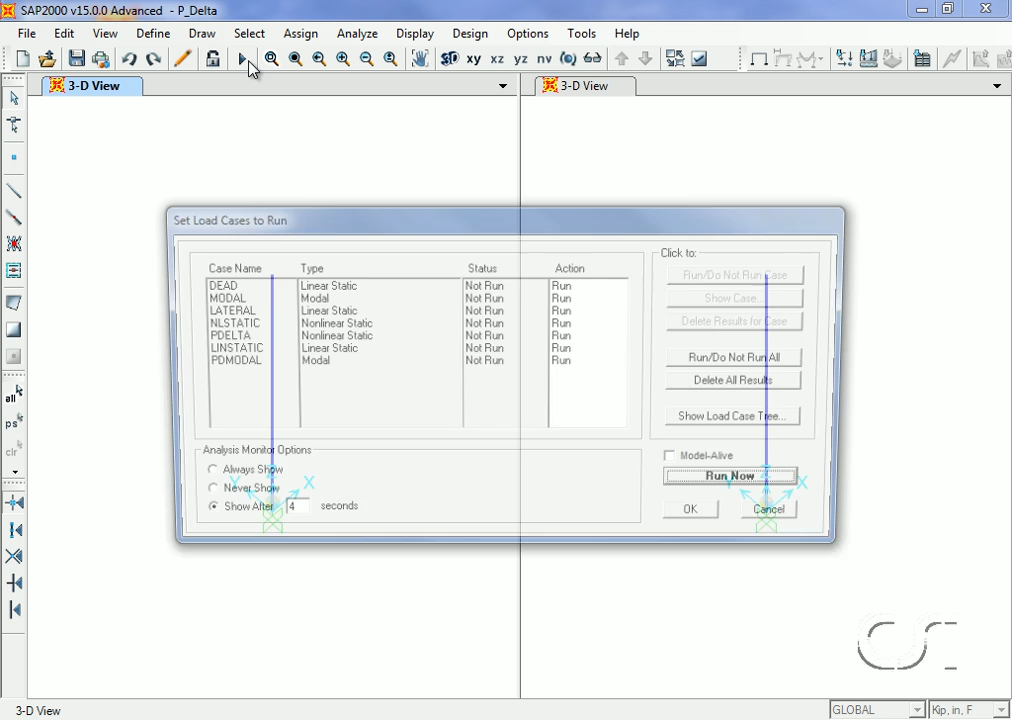 SAP2000 v15.0.0 Advanced - P_Delta
File Edit View Define Draw Select Assign Analyze Display Design Options Tools Help
3D xy xz yz nv
3-D View
3-D View
all
ps
clr
Set Load Cases to Run
Case Name Type Status Action
DEAD Linear Static Not Run Run
MODAL Modal Not Run Run
LATERAL Linear Static Not Run Run
NLSTATIC Nonlinear Static Not Run Run
PDELTA Nonlinear Static Not Run Run
LINSTATIC Linear Static Not Run Run
PDMODAL Modal Not Run Run
Click to:
Run/Do Not Run Case
Show Case...
Delete Results for Case
Run/Do Not Run All
Delete All Results
Show Load Case Tree...
Analysis Monitor Options
Always Show
Never Show
Show After 4 seconds
Model-Alive
Run Now
OK Cancel
Y Z X
Y Z X
CSI
3-D View GLOBAL Kip, in, F